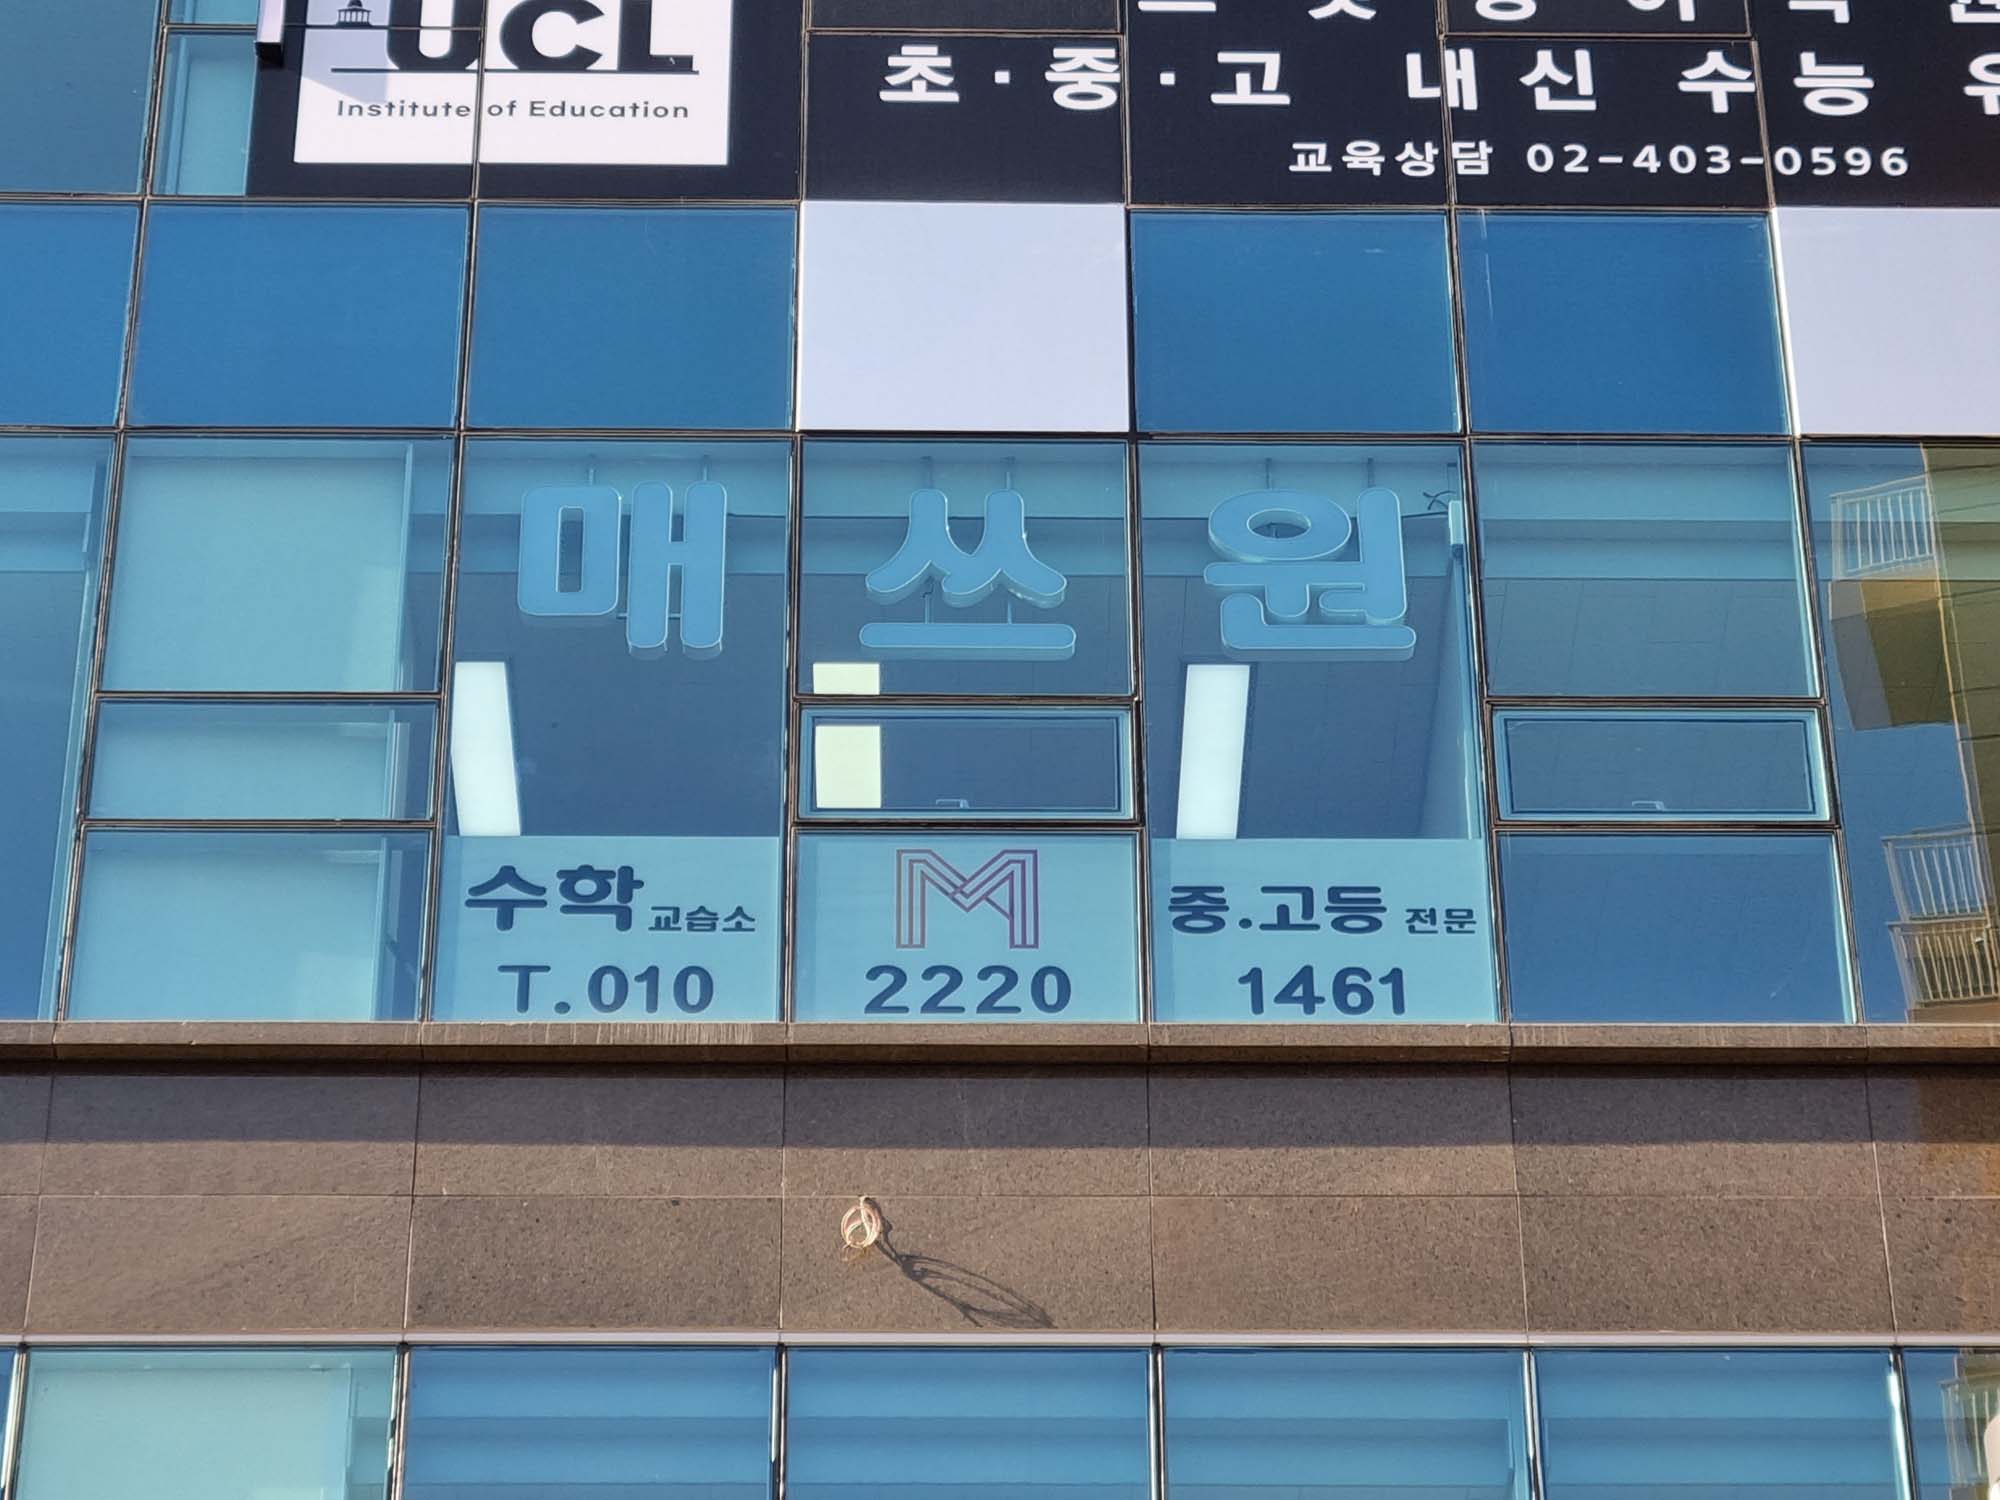 UCL
Institute of Education
초·중·고 내신 수능
교육상담 02-403-0596
매쓰원
수학 교습소 M 중.고등 전문
T.010 2220 1461